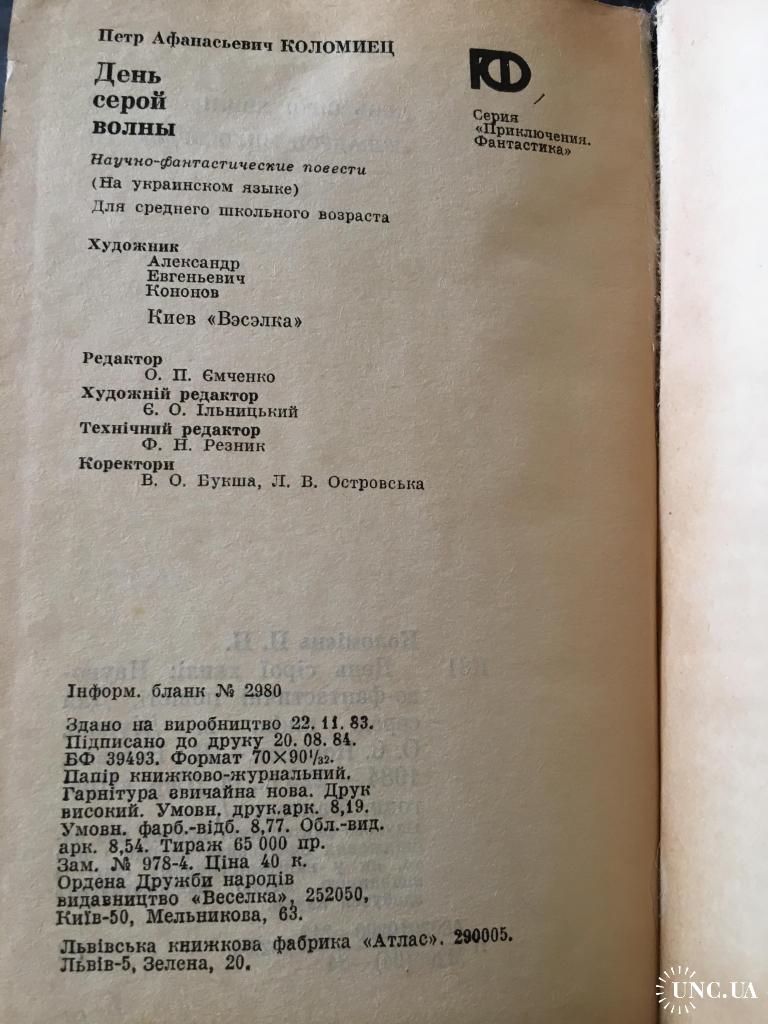 Петр Афанасьевич КОЛОМИЕЦ
День
серой
волны
Научно-фантастические повести
(На украинском языке)
Для среднего школьного возраста
ПФ
Серия
«Приключения.
Фантастика»
Художник
Александр
Евгеньевич
Кононов
Киев «Вэсэлка»
Редактор
О. П. Ємченко
Художній редактор
Є. О. Ільницький
Технічний редактор
Ф. Н. Резник
Коректори
В. О. Букша, Л. В. Островська
Інформ. бланк № 2980
Здано на виробництво 22.11.83.
Підписано до друку 20.08.84.
БФ 39493. Формат 70×90 1/32.
Папір книжково-журнальний.
Гарнітура звичайна нова. Друк
високий. Умовн. друк.арк. 8,19.
Умовн. фарб.-відб. 8,77. Обл.-вид.
арк. 8,54. Тираж 65 000 пр.
Зам. № 978-4. Ціна 40 к.
Ордена Дружби народів
видавництво «Веселка», 252050,
Київ-50, Мельникова, 63.
Львівська книжкова фабрика «Атлас». 290005.
Львів-5, Зелена, 20.
UNC.UA